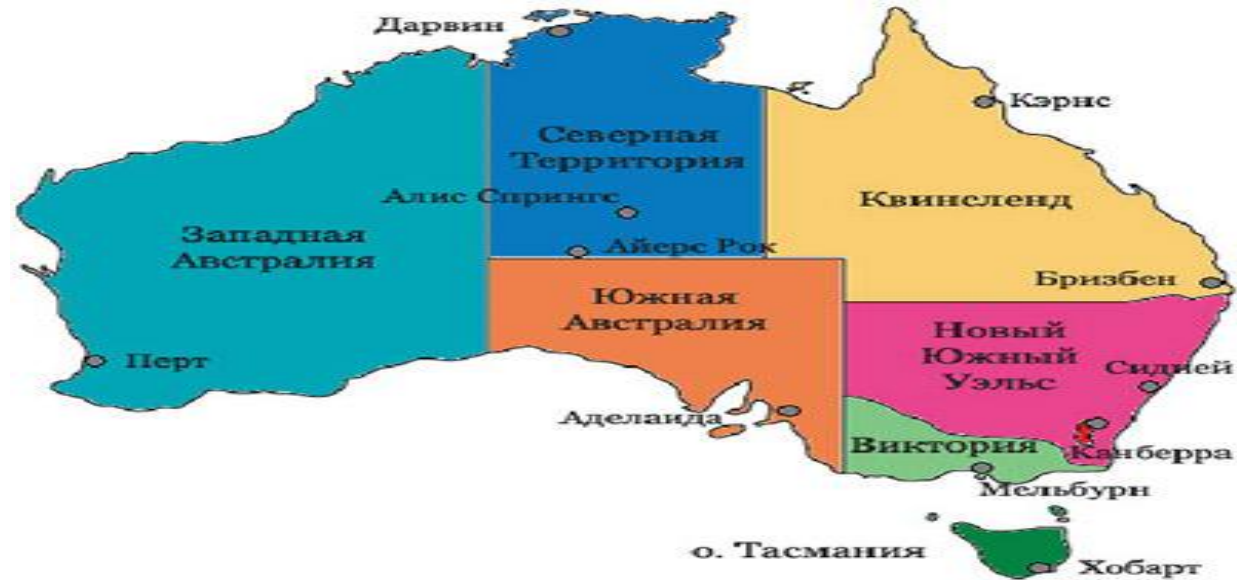 Дарвин
Кэрнс
Северная
Территория
Алис Спрингс
Квинсленд
Западная
Австралия
Айерс Рок
Бризбен
Южная
Австралия
Новый
Южный
Уэльс
Сидней
Перт
Аделаида
Виктория
Канберра
Мельбурн
о. Тасмания
Хобарт